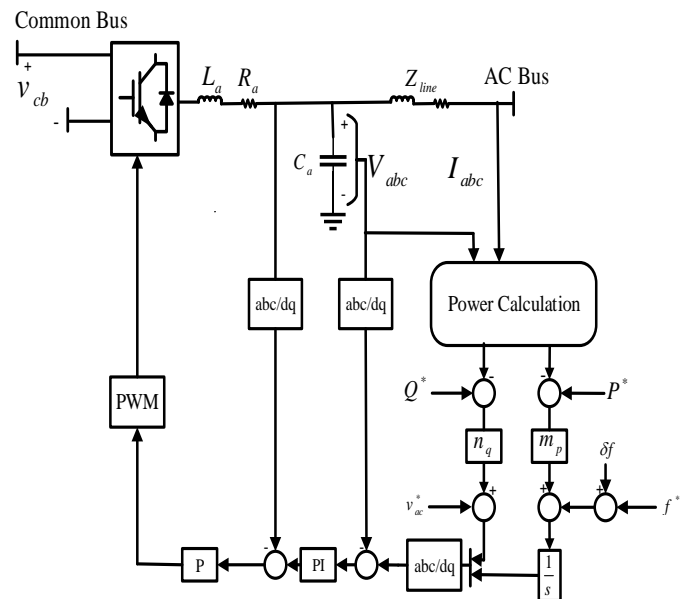 Common Bus
+
v_cb
-
L_a
R_a
Z_line
AC Bus
C_a
+
-
V_abc
I_abc
abc/dq
abc/dq
Power Calculation
PWM
Q^*
-
-
P^*
n_q
m_p
δf
v_ac^*
+
+
+
f^*
P
-
PI
-
abc/dq
1/s